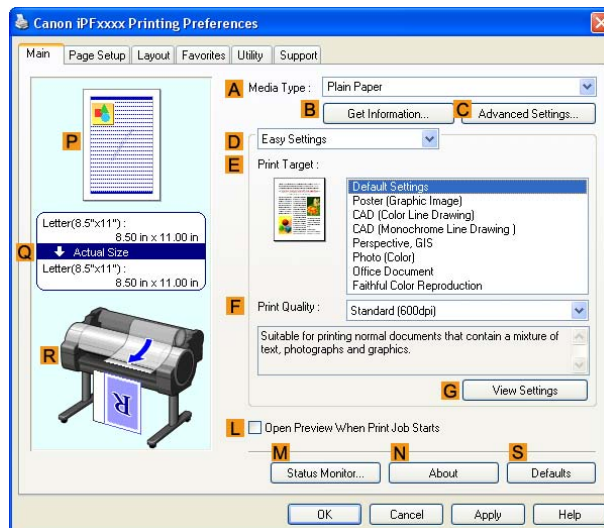 Canon iPFxxxx Printing Preferences
Main Page Setup Layout Favorites Utility Support
A Media Type : Plain Paper
B Get Information... C Advanced Settings...
D Easy Settings
E Print Target :
Default Settings
Poster (Graphic Image)
CAD (Color Line Drawing)
CAD (Monochrome Line Drawing )
Perspective, GIS
Photo (Color)
Office Document
Faithful Color Reproduction
F Print Quality : Standard (600dpi)
Suitable for printing normal documents that contain a mixture of
text, photographs and graphics.
G View Settings
L Open Preview When Print Job Starts
M Status Monitor...
N About
S Defaults
P
Letter(8.5"x11") :
8.50 in x 11.00 in
Q Actual Size
Letter(8.5"x11") :
8.50 in x 11.00 in
R
R
OK Cancel Apply Help